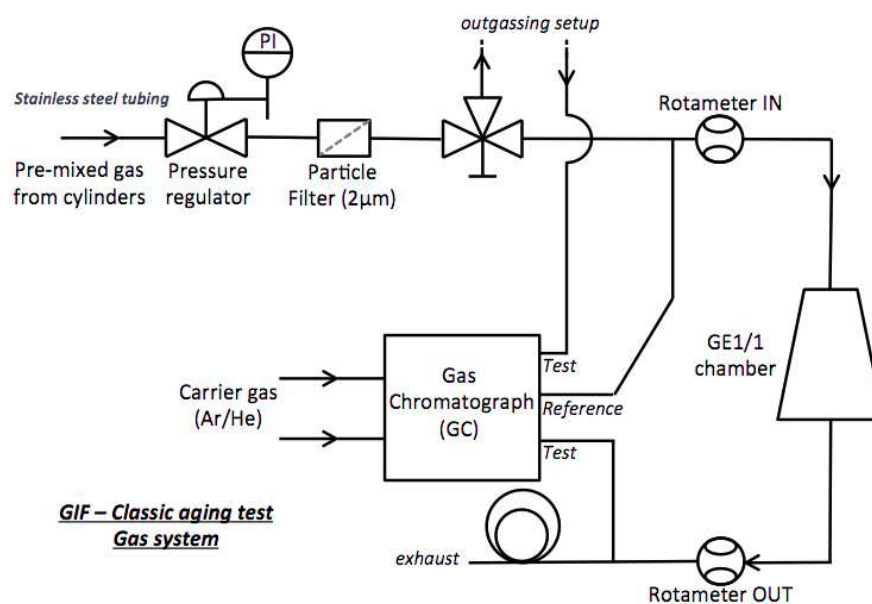 outgassing setup
PI
Stainless steel tubing
Rotameter IN
Pre-mixed gas
from cylinders
Pressure
regulator
Particle
Filter (2μm)
GE1/1
chamber
Gas
Chromatograph
(GC)
Test
Reference
Test
Carrier gas
(Ar/He)
GIF – Classic aging test
Gas system
exhaust
Rotameter OUT